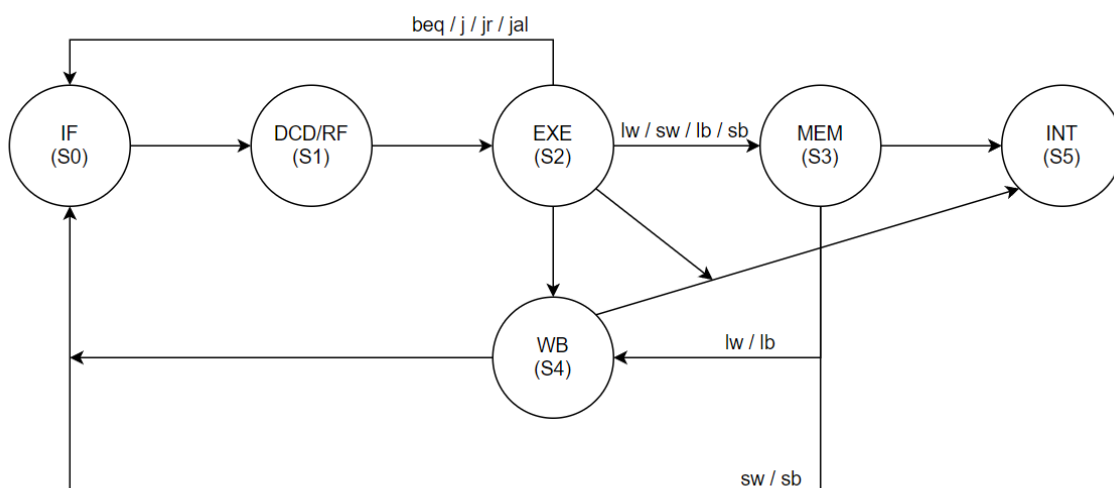 beq / j / jr / jal
IF
(S0)
DCD/RF
(S1)
EXE
(S2)
lw / sw / lb / sb
MEM
(S3)
INT
(S5)
WB
(S4)
lw / lb
sw / sb